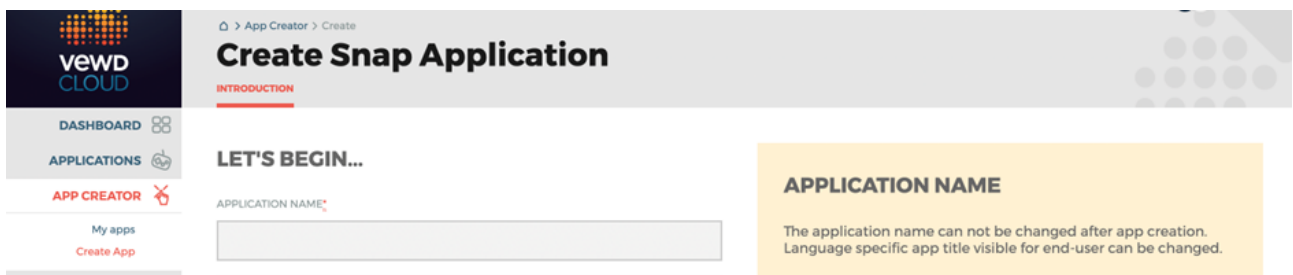 vewd
CLOUD
> App Creator > Create
Create Snap Application
INTRODUCTION
DASHBOARD
APPLICATIONS
APP CREATOR
My apps
Create App
LET'S BEGIN...
APPLICATION NAME*
APPLICATION NAME
The application name can not be changed after app creation.
Language specific app title visible for end-user can be changed.